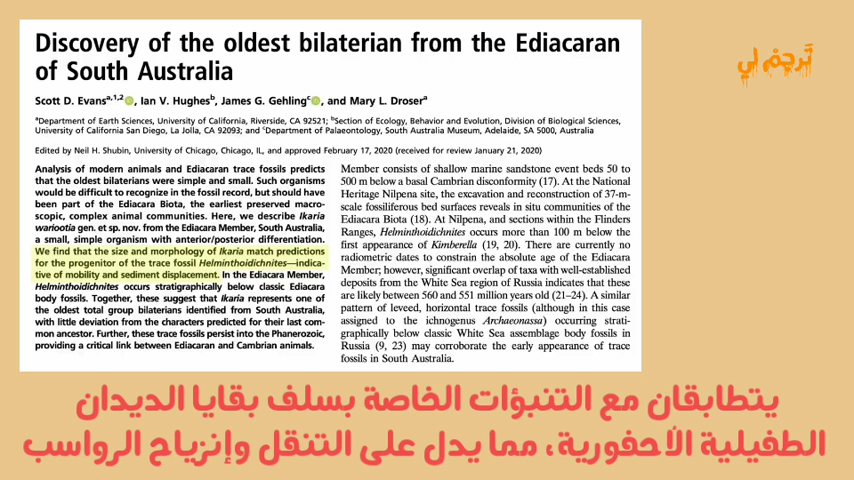 Discovery of the oldest bilaterian from the Ediacaran
of South Australia
Scott D. Evansa,1,2, Ian V. Hughesb, James G. Gehlingc, and Mary L. Drosera
aDepartment of Earth Sciences, University of California, Riverside, CA 92521; bSection of Ecology, Behavior and Evolution, Division of Biological Sciences,
University of California San Diego, La Jolla, CA 92093; and cDepartment of Palaeontology, South Australia Museum, Adelaide, SA 5000, Australia
Edited by Neil H. Shubin, University of Chicago, Chicago, IL, and approved February 17, 2020 (received for review January 21, 2020)
Analysis of modern animals and Ediacaran trace fossils predicts
that the oldest bilaterians were simple and small. Such organisms
would be difficult to recognize in the fossil record, but should have
been part of the Ediacara Biota, the earliest preserved macro-
scopic, complex animal communities. Here, we describe Ikaria
wariootia gen. et sp. nov. from the Ediacara Member, South Australia,
a small, simple organism with anterior/posterior differentiation.
We find that the size and morphology of Ikaria match predictions
for the progenitor of the trace fossil Helminthoidichnites—indica-
tive of mobility and sediment displacement. In the Ediacara Member,
Helminthoidichnites occurs stratigraphically below classic Ediacara
body fossils. Together, these suggest that Ikaria represents one of
the oldest total group bilaterians identified from South Australia,
with little deviation from the characters predicted for their last com-
mon ancestor. Further, these trace fossils persist into the Phanerozoic,
providing a critical link between Ediacaran and Cambrian animals.
Member consists of shallow marine sandstone event beds 50 to
500 m below a basal Cambrian disconformity (17). At the National
Heritage Nilpena site, the excavation and reconstruction of 37-m-
scale fossiliferous bed surfaces reveals in situ communities of the
Ediacara Biota (18). At Nilpena, and sections within the Flinders
Ranges, Helminthoidichnites occurs more than 100 m below the
first appearance of Kimberella (19, 20). There are currently no
radiometric dates to constrain the absolute age of the Ediacara
Member; however, significant overlap of taxa with well-established
deposits from the White Sea region of Russia indicates that these
are likely between 560 and 551 million years old (21–24). A similar
pattern of leveed, horizontal trace fossils (although in this case
assigned to the ichnogenus Archaeonassa) occurring strati-
graphically below classic White Sea assemblage body fossils in
Russia (9, 23) may corroborate the early appearance of trace
fossils in South Australia.
تَرجِمْ لي
يتطابقان مع التنبؤات الخاصة بسلف بقايا الديدان
الطفيلية الأحفورية، مما يدل على التنقل وإنزياح الرواسب